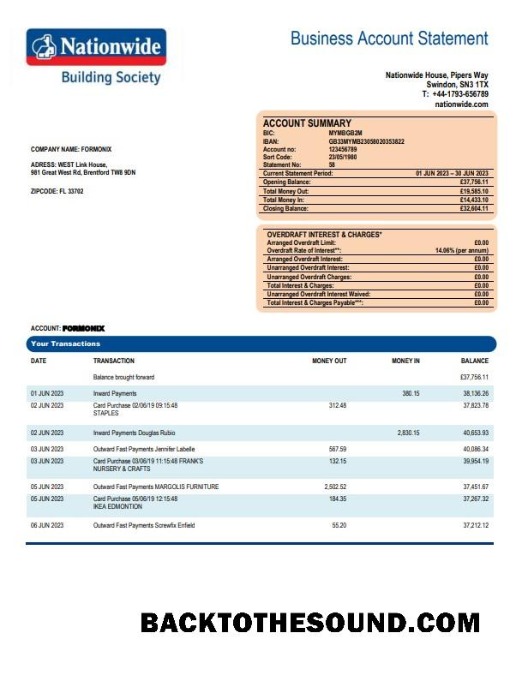 Nationwide
Building Society
Business Account Statement
Nationwide House, Pipers Way
Swindon, SN3 1TX
T: +44-1793-656789
nationwide.com
ACCOUNT SUMMARY
BIC: MYMBGB2M
IBAN: GB33MYMB23058020353822
Account no: 123456789
Sort Code: 23/05/1980
Statement No: 58
Current Statement Period: 01 JUN 2023 – 30 JUN 2023
Opening Balance: £37,756.11
Total Money Out: £19,585.10
Total Money In: £14,433.10
Closing Balance: £32,604.11
COMPANY NAME: FORMONIX
ADRESS: WEST Link House,
981 Great West Rd, Brentford TW8 9DN
ZIPCODE: FL 33702
OVERDRAFT INTEREST & CHARGES*
Arranged Overdraft Limit: £0.00
Overdraft Rate of Interest**: 14.06% (per annum)
Arranged Overdraft Interest: £0.00
Unarranged Overdraft Interest: £0.00
Unarranged Overdraft Charges: £0.00
Total Interest & Charges: £0.00
Unarranged Overdraft Interest Waived: £0.00
Total Interest & Charges Payable***: £0.00
ACCOUNT: FORMONIX
Your Transactions
DATE TRANSACTION MONEY OUT MONEY IN BALANCE
Balance brought forward £37,756.11
01 JUN 2023 Inward Payments 380.15 38,136.26
02 JUN 2023 Card Purchase 02/06/19 09:15:48 312.48 37,823.78
STAPLES
02 JUN 2023 Inward Payments Douglas Rubio 2,830.15 40,653.93
03 JUN 2023 Outward Fast Payments Jennifer Labelle 567.59 40,086.34
03 JUN 2023 Card Purchase 03/06/19 11:15:48 FRANK'S 132.15 39,954.19
NURSERY & CRAFTS
05 JUN 2023 Outward Fast Payments MARGOLIS FURNITURE 2,502.52 37,451.67
05 JUN 2023 Card Purchase 05/06/19 12:15:48 184.35 37,267.32
IKEA EDMONTION
06 JUN 2023 Outward Fast Payments Screwfix Enfield 55.20 37,212.12
BACKTOTHESOUND.COM